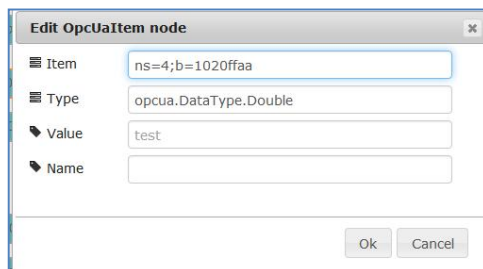 Edit OpcUaItem node
Item ns=4;b=1020ffaa
Type opcua.DataType.Double
Value test
Name
Ok Cancel